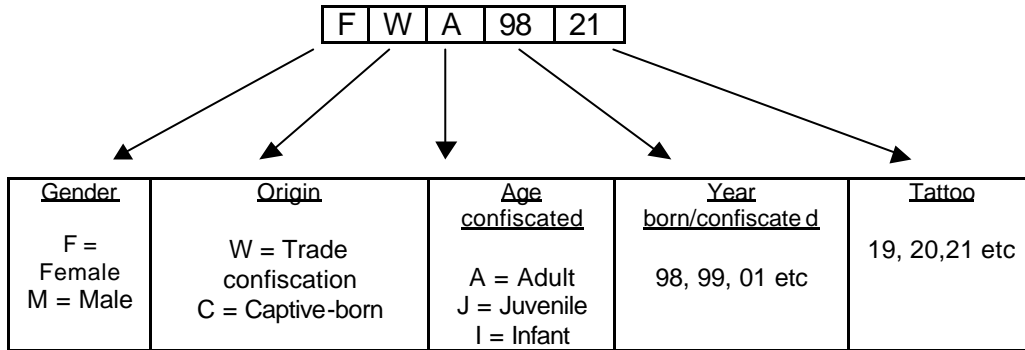 F W A 98 21
Gender
F =
Female
M = Male
Origin
W = Trade
confiscation
C = Captive-born
Age
confiscated
A = Adult
J = Juvenile
I = Infant
Year
born/confiscate d
98, 99, 01 etc
Tattoo
19, 20,21 etc